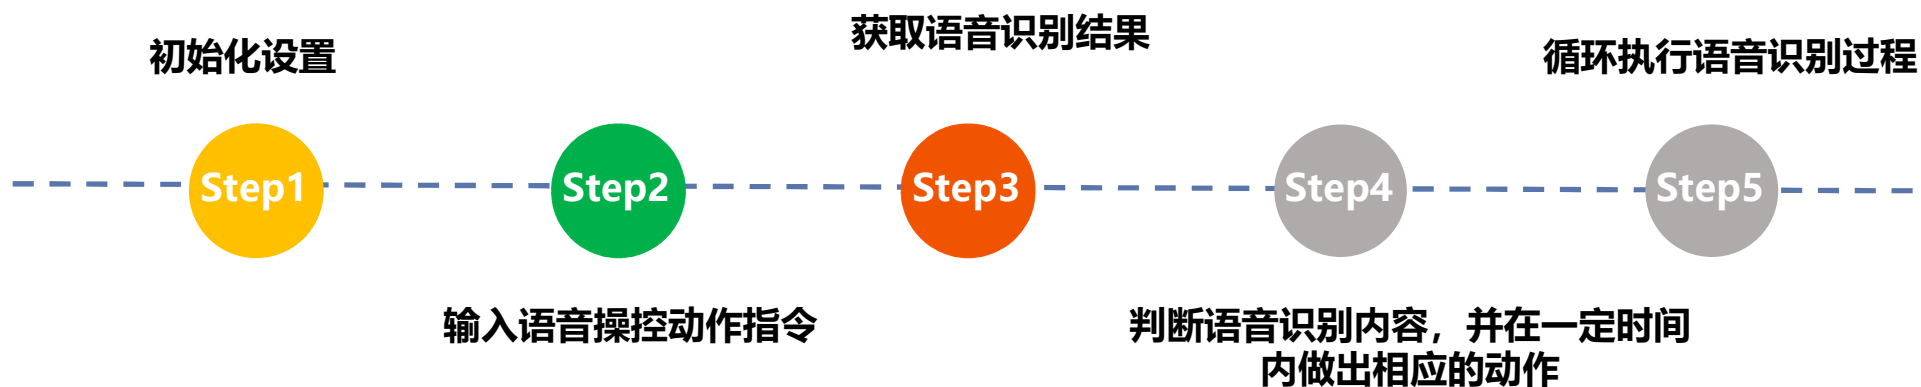 初始化设置
获取语音识别结果
循环执行语音识别过程
Step1
Step2
Step3
Step4
Step5
输入语音操控动作指令
判断语音识别内容，并在一定时间
内做出相应的动作